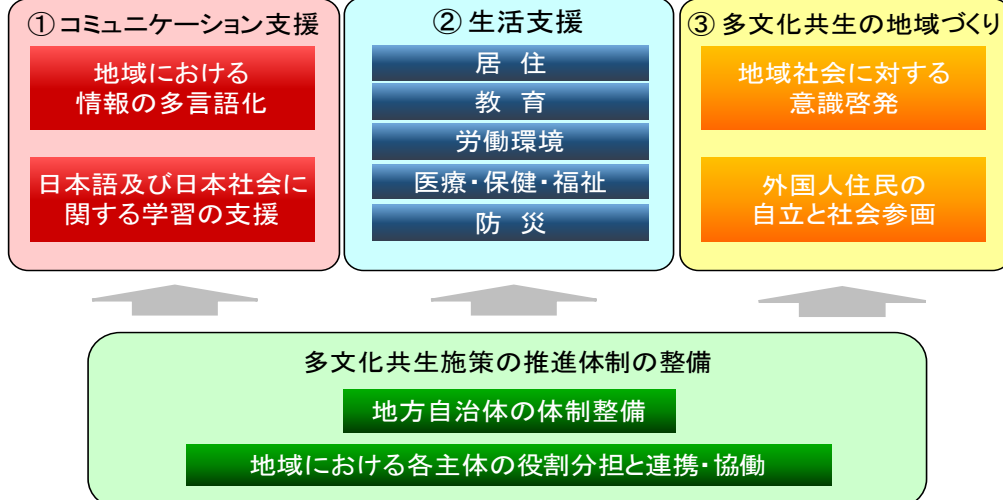 ① コミュニケーション支援
地域における
情報の多言語化
日本語及び日本社会に
関する学習の支援
② 生活支援
居 住
教 育
労働環境
医療・保健・福祉
防 災
③ 多文化共生の地域づくり
地域社会に対する
意識啓発
外国人住民の
自立と社会参画
多文化共生施策の推進体制の整備
地方自治体の体制整備
地域における各主体の役割分担と連携・協働